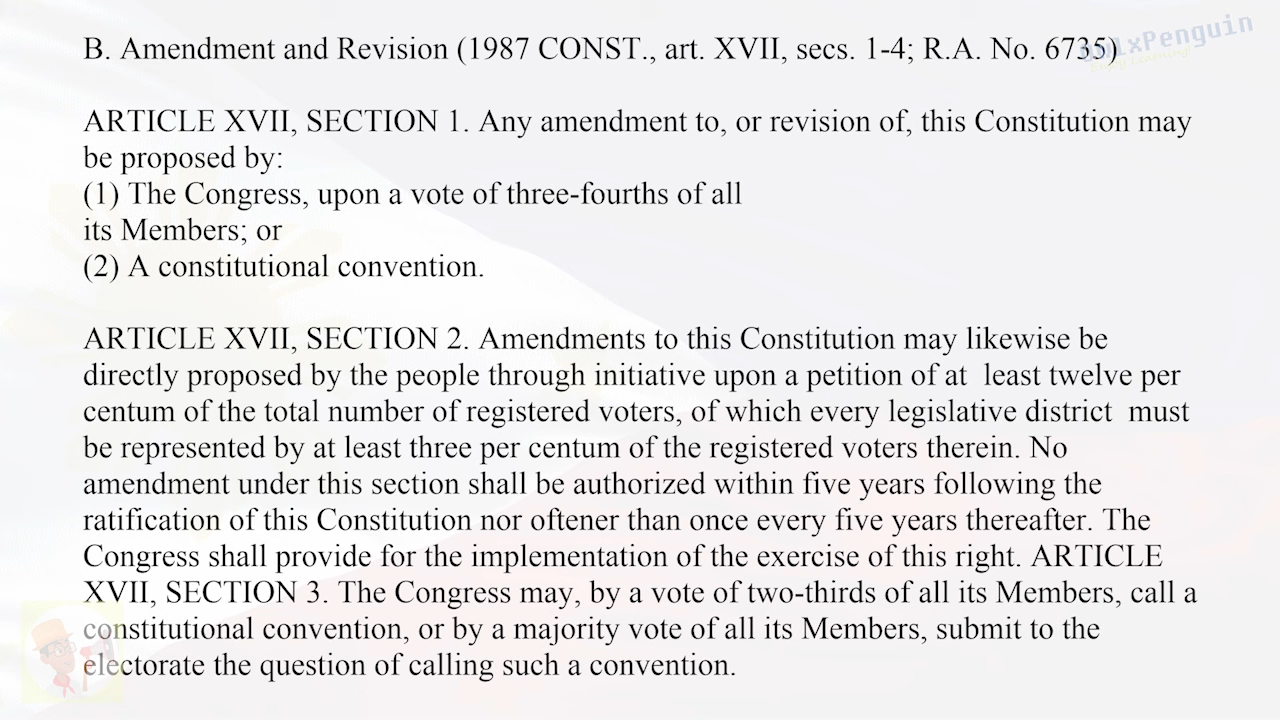 B. Amendment and Revision (1987 CONST., art. XVII, secs. 1-4; R.A. No. 6735)
ARTICLE XVII, SECTION 1. Any amendment to, or revision of, this Constitution may
be proposed by:
(1) The Congress, upon a vote of three-fourths of all
its Members; or
(2) A constitutional convention.
ARTICLE XVII, SECTION 2. Amendments to this Constitution may likewise be
directly proposed by the people through initiative upon a petition of at  least twelve per
centum of the total number of registered voters, of which every legislative district  must
be represented by at least three per centum of the registered voters therein. No
amendment under this section shall be authorized within five years following the
ratification of this Constitution nor oftener than once every five years thereafter. The
Congress shall provide for the implementation of the exercise of this right. ARTICLE
XVII, SECTION 3. The Congress may, by a vote of two-thirds of all its Members, call a
constitutional convention, or by a majority vote of all its Members, submit to the
electorate the question of calling such a convention.